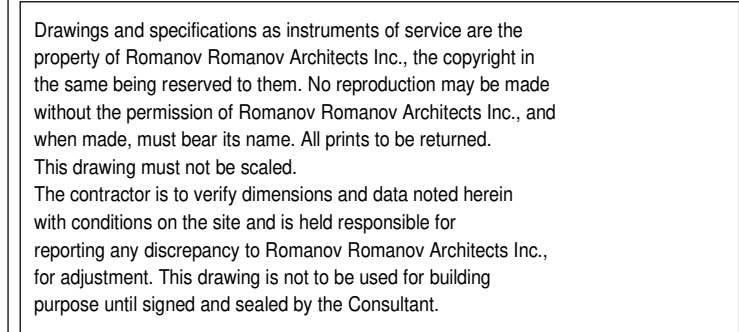 Drawings and specifications as instruments of service are the
property of Romanov Romanov Architects Inc., the copyright in
the same being reserved to them. No reproduction may be made
without the permission of Romanov Romanov Architects Inc., and
when made, must bear its name. All prints to be returned.
This drawing must not be scaled.
The contractor is to verify dimensions and data noted herein
with conditions on the site and is held responsible for
reporting any discrepancy to Romanov Romanov Architects Inc.,
for adjustment. This drawing is not to be used for building
purpose until signed and sealed by the Consultant.